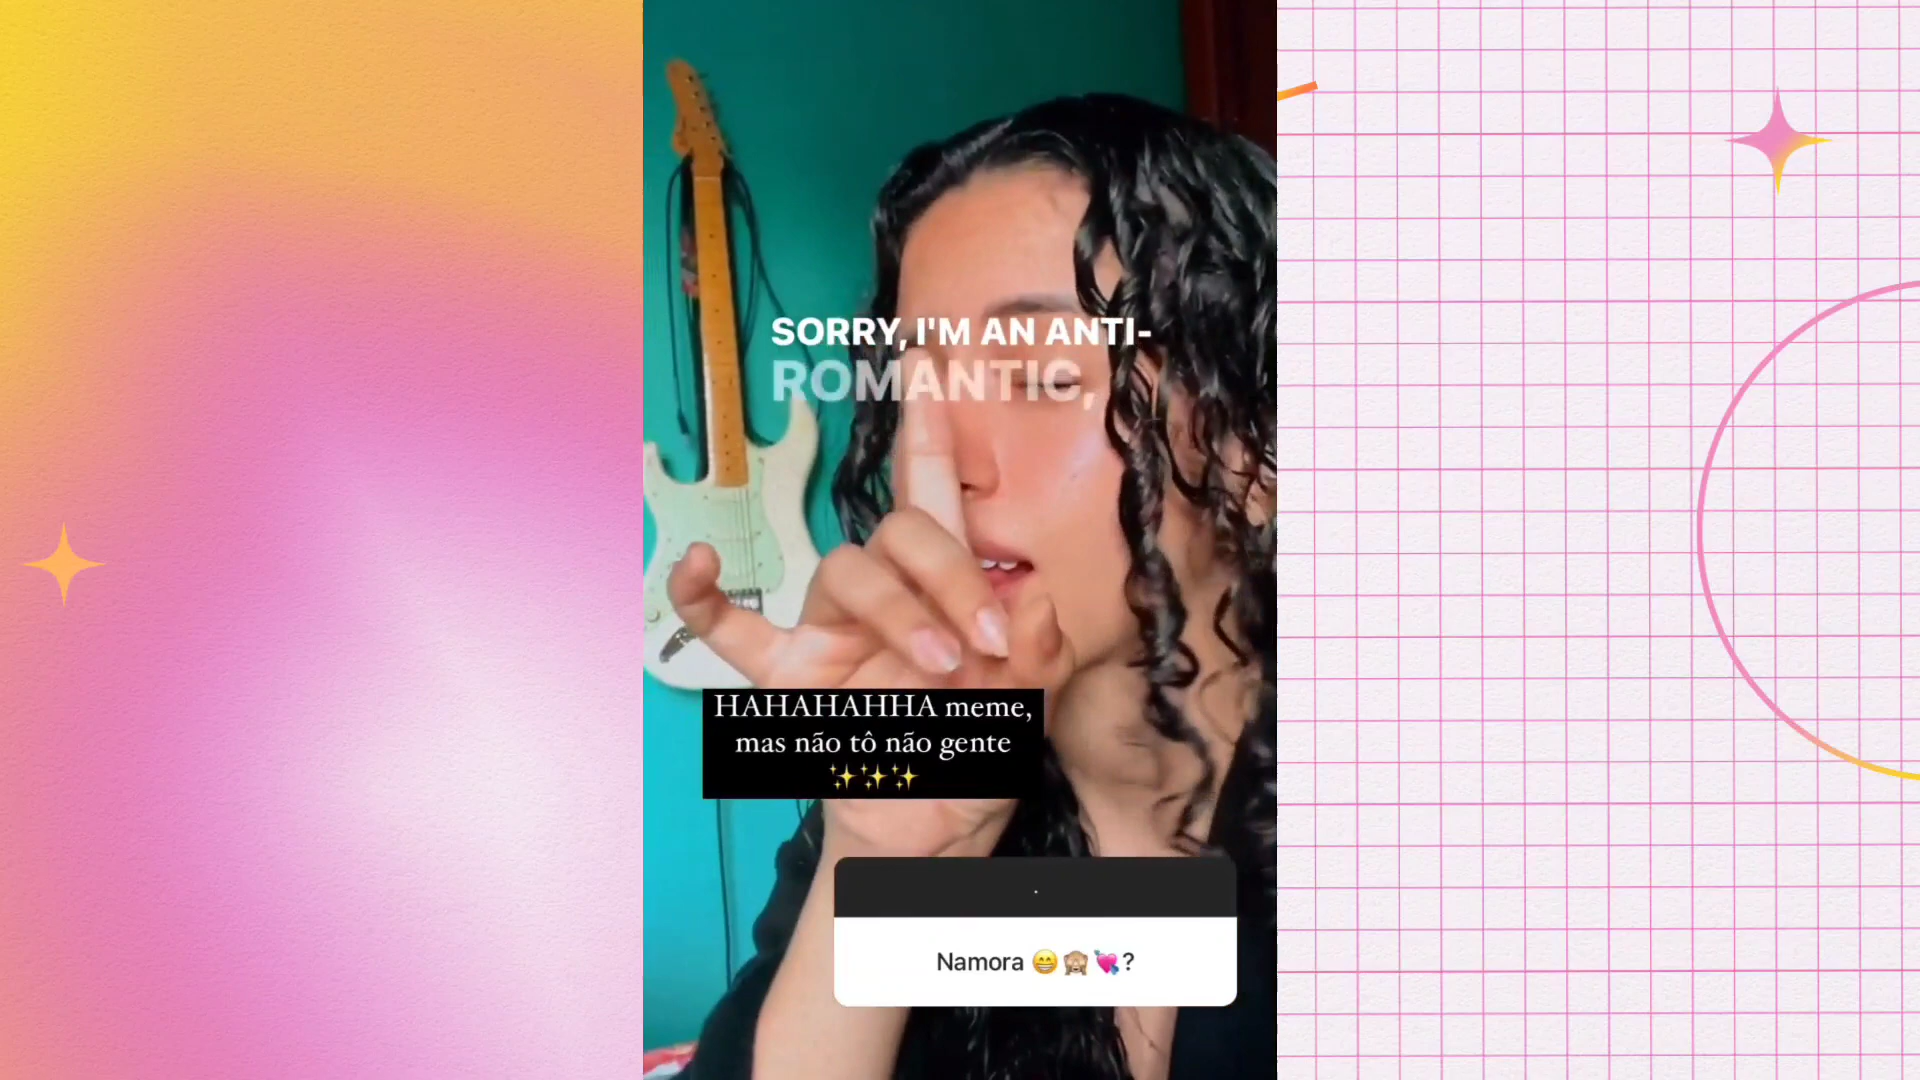 SORRY, I'M AN ANTI-
ROMANTIC,
HAHAHAHHA meme,
mas não tô não gente
✨✨✨
.
Namora 😁🙈💘?